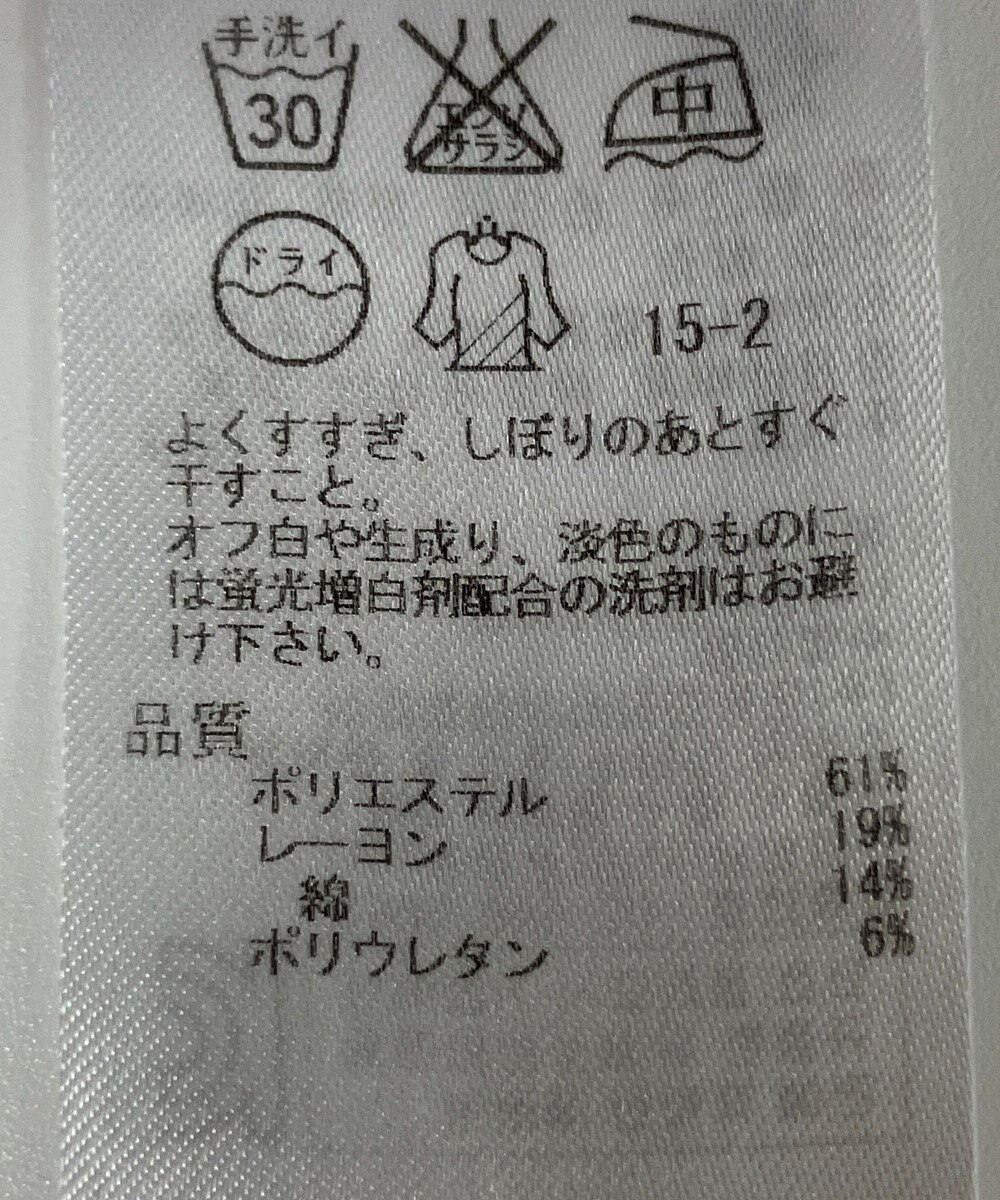 手洗イ
30
エンソ
サラシ
中
ドライ
15-2
よくすすぎ、しぼりのあとすぐ
干すこと。
オフ白や生成り、淡色のものに
は蛍光増白剤配合の洗剤はお避
け下さい。
品質
ポリエステル 61%
レーヨン 19%
綿 14%
ポリウレタン 6%